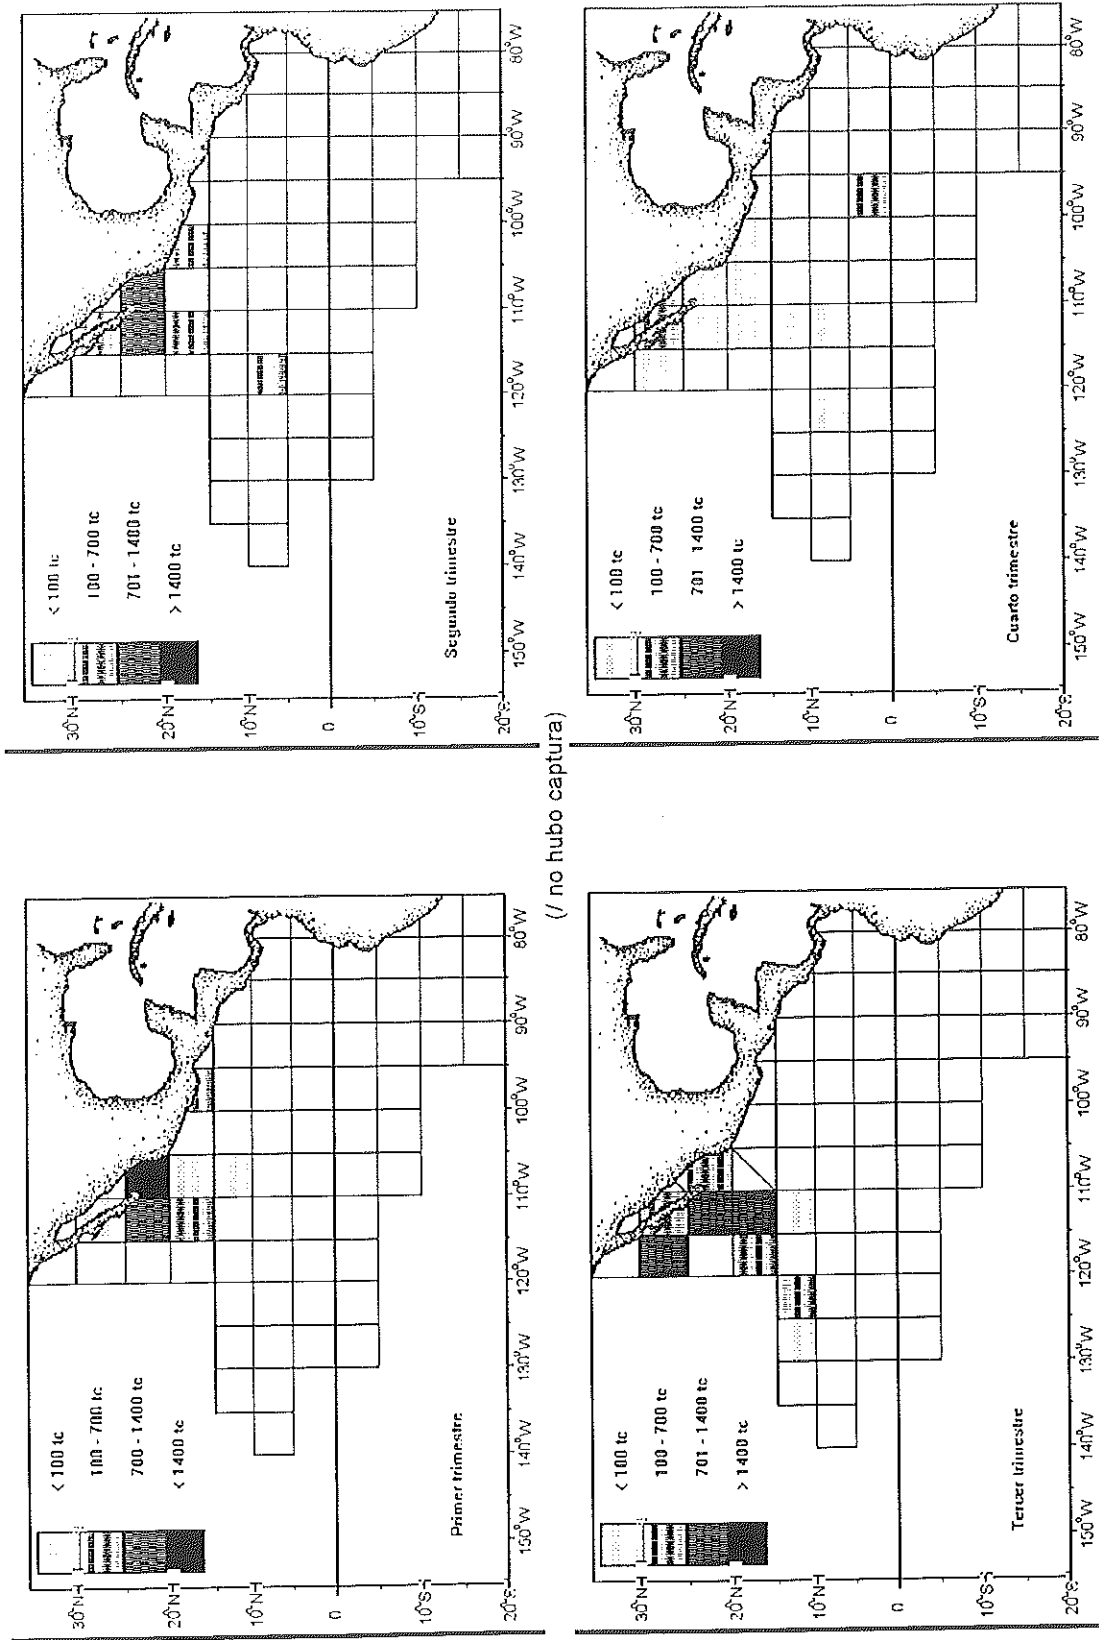 < 100 tc
100 - 700 tc
700 - 1400 tc
< 1400 tc
Primer trimestre
30°N
20°N
10°N
0
10°S
20°S
150°W 140°W 130°W 120°W 110°W 100°W 90°W 80°W
< 100 tc
100 - 700 tc
701 - 1400 tc
> 1400 tc
Segundo trimestre
30°N
20°N
10°N
0
10°S
20°S
150°W 140°W 130°W 120°W 110°W 100°W 90°W 80°W
(/ no hubo captura)
< 100 tc
100 - 700 tc
701 - 1400 tc
> 1400 tc
Tercer trimestre
30°N
20°N
10°N
0
10°S
20°S
150°W 140°W 130°W 120°W 110°W 100°W 90°W 80°W
< 100 tc
100 - 700 tc
701 - 1400 tc
> 1400 tc
Cuarto trimestre
30°N
20°N
10°N
0
10°S
20°S
150°W 140°W 130°W 120°W 110°W 100°W 90°W 80°W